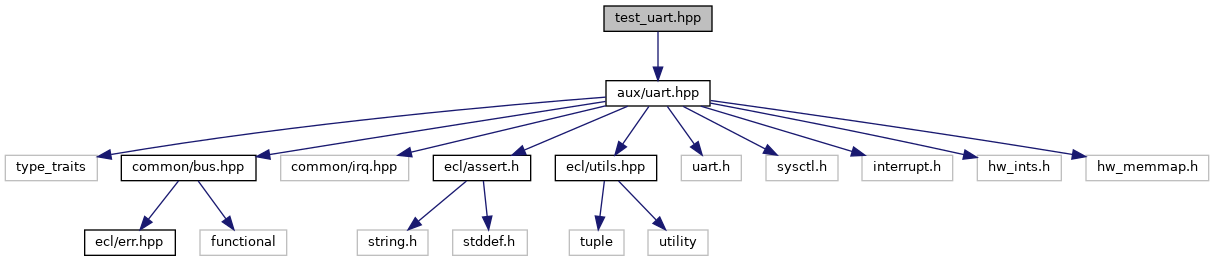 test_uart.hpp
aux/uart.hpp
type_traits
common/bus.hpp
common/irq.hpp
ecl/assert.h
ecl/utils.hpp
uart.h
sysctl.h
interrupt.h
hw_ints.h
hw_memmap.h
ecl/err.hpp
functional
string.h
stddef.h
tuple
utility